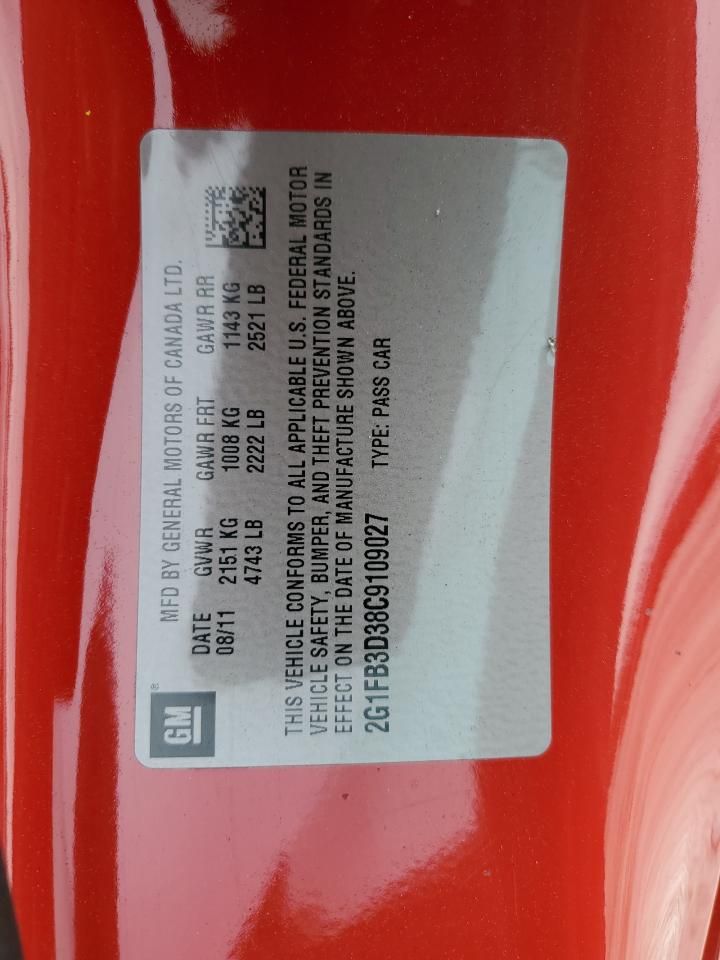 GM®
MFD BY GENERAL MOTORS OF CANADA LTD.
DATE GVWR GAWR FRT GAWR RR
08/11 2151 KG 1008 KG 1143 KG
4743 LB 2222 LB 2521 LB
THIS VEHICLE CONFORMS TO ALL APPLICABLE U.S. FEDERAL MOTOR
VEHICLE SAFETY, BUMPER, AND THEFT PREVENTION STANDARDS IN
EFFECT ON THE DATE OF MANUFACTURE SHOWN ABOVE.
2G1FB3D38C9109027 TYPE: PASS CAR